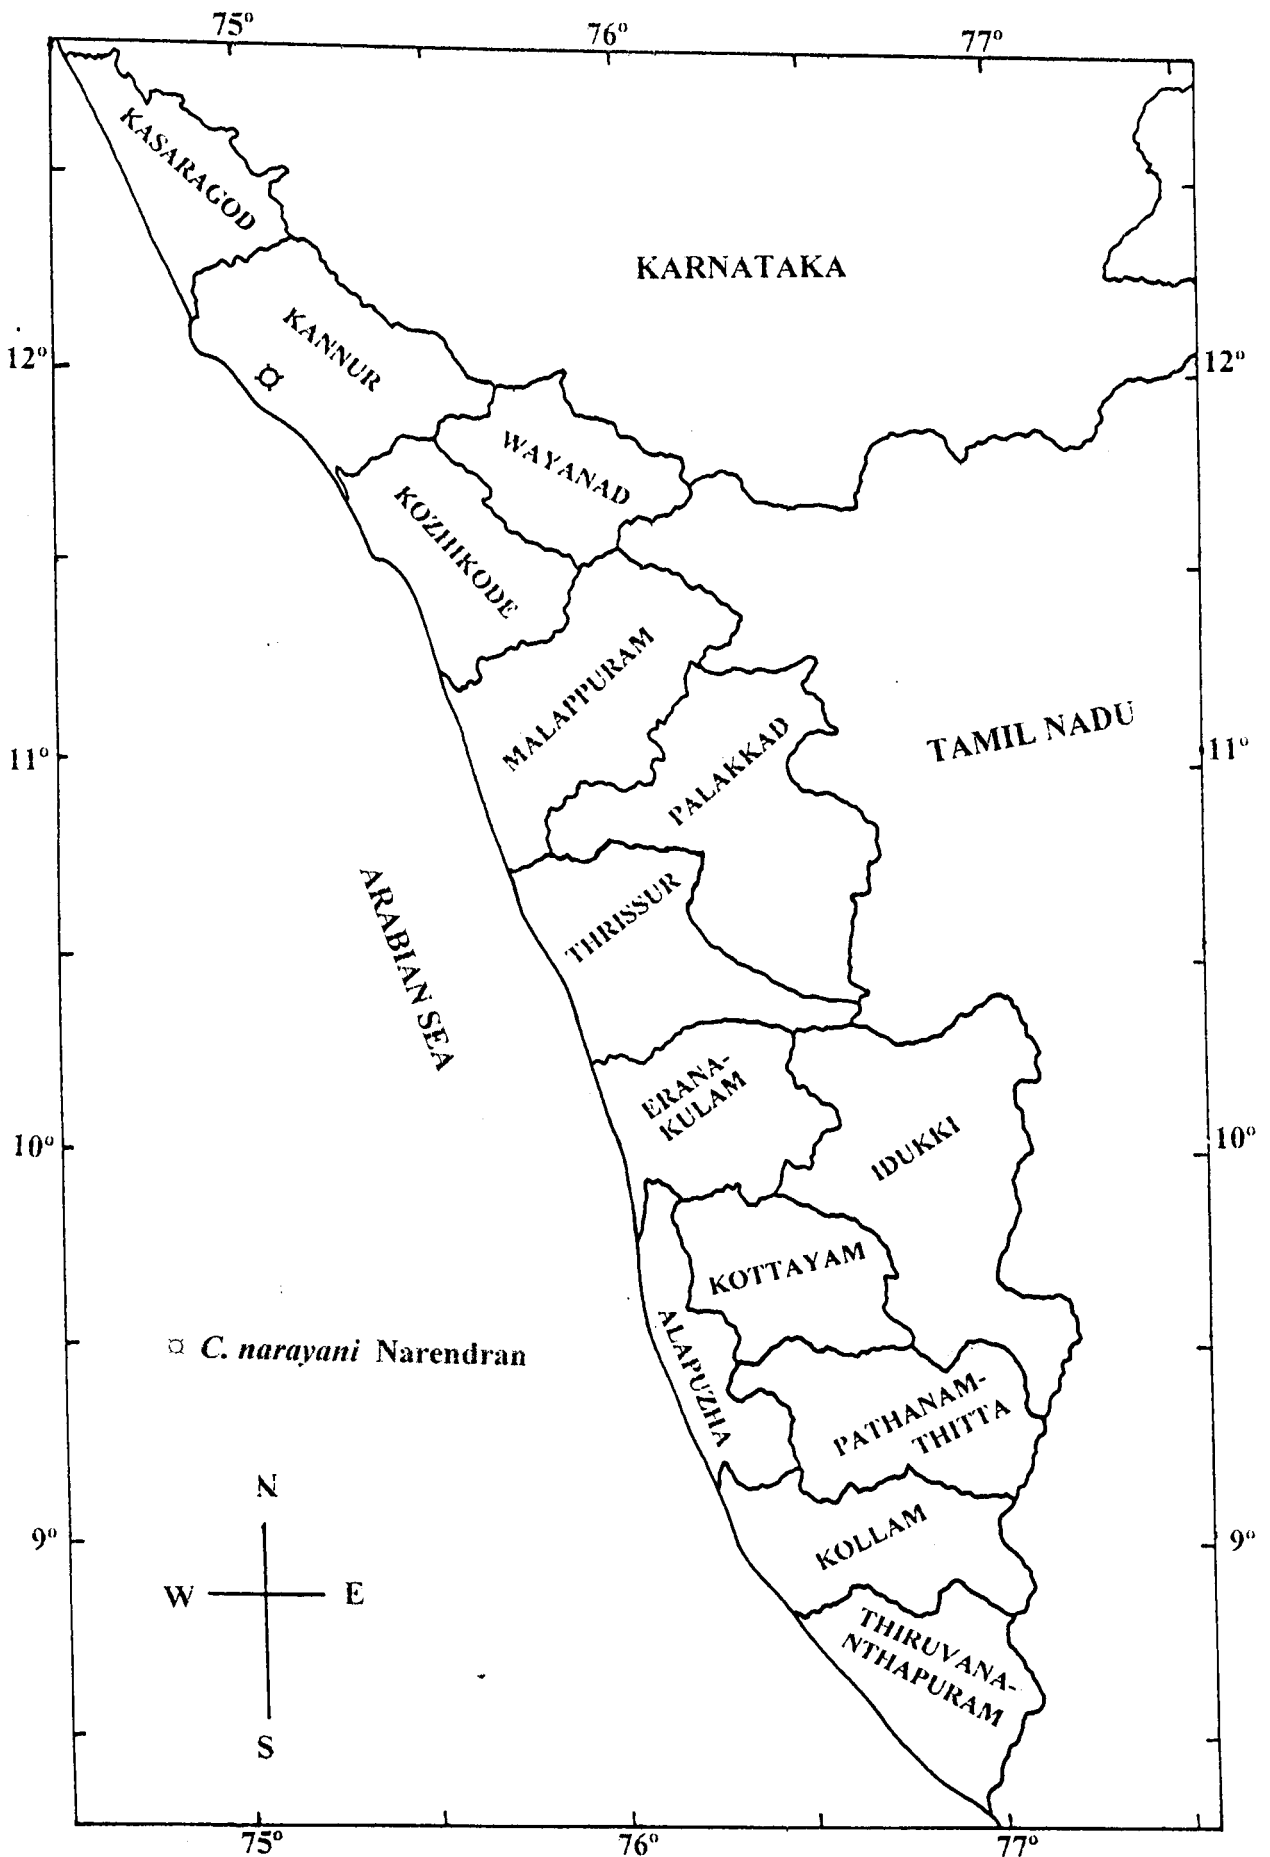 75° 76° 77°
KASARAGOD
KARNATAKA
KANNUR
12° 12°
WAYANAD
KOZHIKODE
MALAPPURAM
TAMIL NADU
11° 11°
PALAKKAD
THRISSUR
ARABIAN SEA
ERANA-
KULAM
10° 10°
IDUKKI
KOTTAYAM
ALAPUZHA
¤ C. narayani Narendran
PATHANAM-
THITTA
N
W E
S
9° 9°
KOLLAM
THIRUVANA-
NTHAPURAM
75° 76° 77°